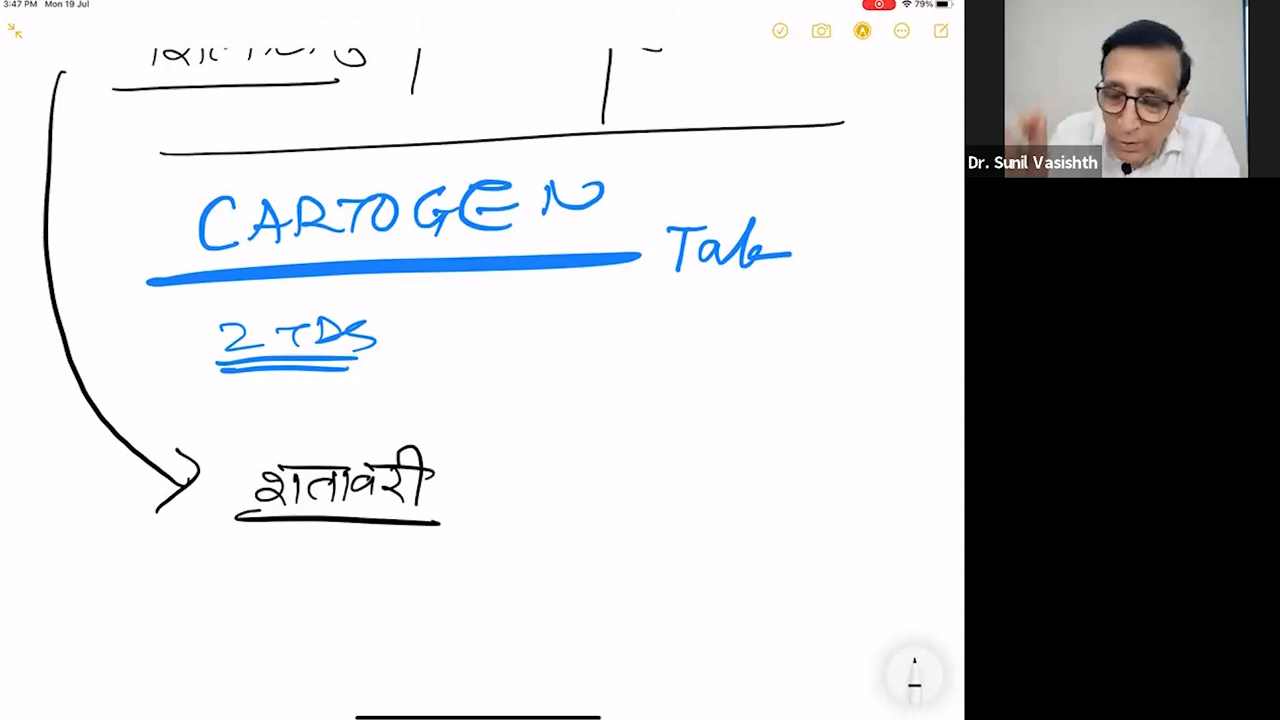 3:47 PM Mon 19 Jul
79%
CARTOGEN
Tab
2 TDS
शतावरी
Dr. Sunil Vasishth